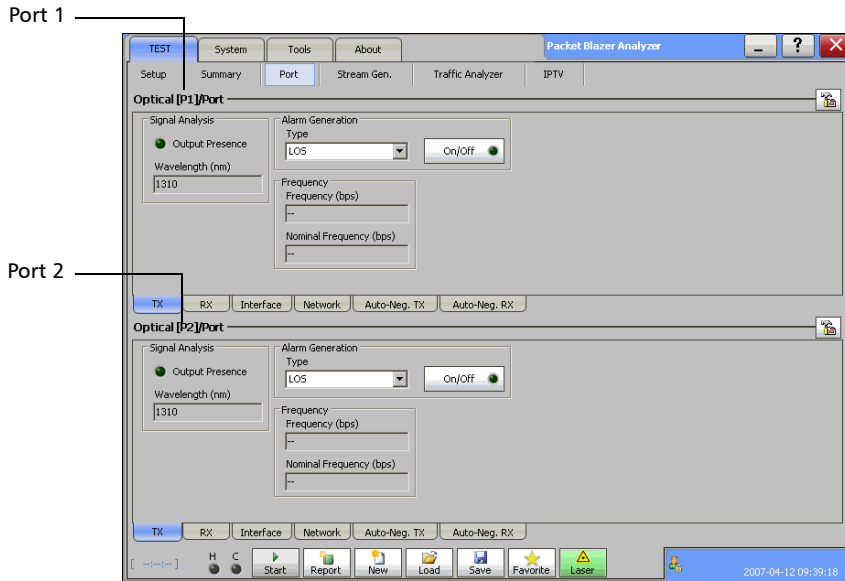 Port 1
TEST System Tools About Packet Blazer Analyzer ?
Setup Summary Port Stream Gen. Traffic Analyzer IPTV
Optical [P1]/Port
Signal Analysis
Output Presence
Wavelength (nm)
1310
Alarm Generation
Type
LOS On/Off
Frequency
Frequency (bps)
--
Nominal Frequency (bps)
--
TX RX Interface Network Auto-Neg. TX Auto-Neg. RX
Port 2
Optical [P2]/Port
Signal Analysis
Output Presence
Wavelength (nm)
1310
Alarm Generation
Type
LOS On/Off
Frequency
Frequency (bps)
--
Nominal Frequency (bps)
--
TX RX Interface Network Auto-Neg. TX Auto-Neg. RX
[ --:--:-- ] H C Start Report New Load Save Favorite Laser 2007-04-12 09:39:18